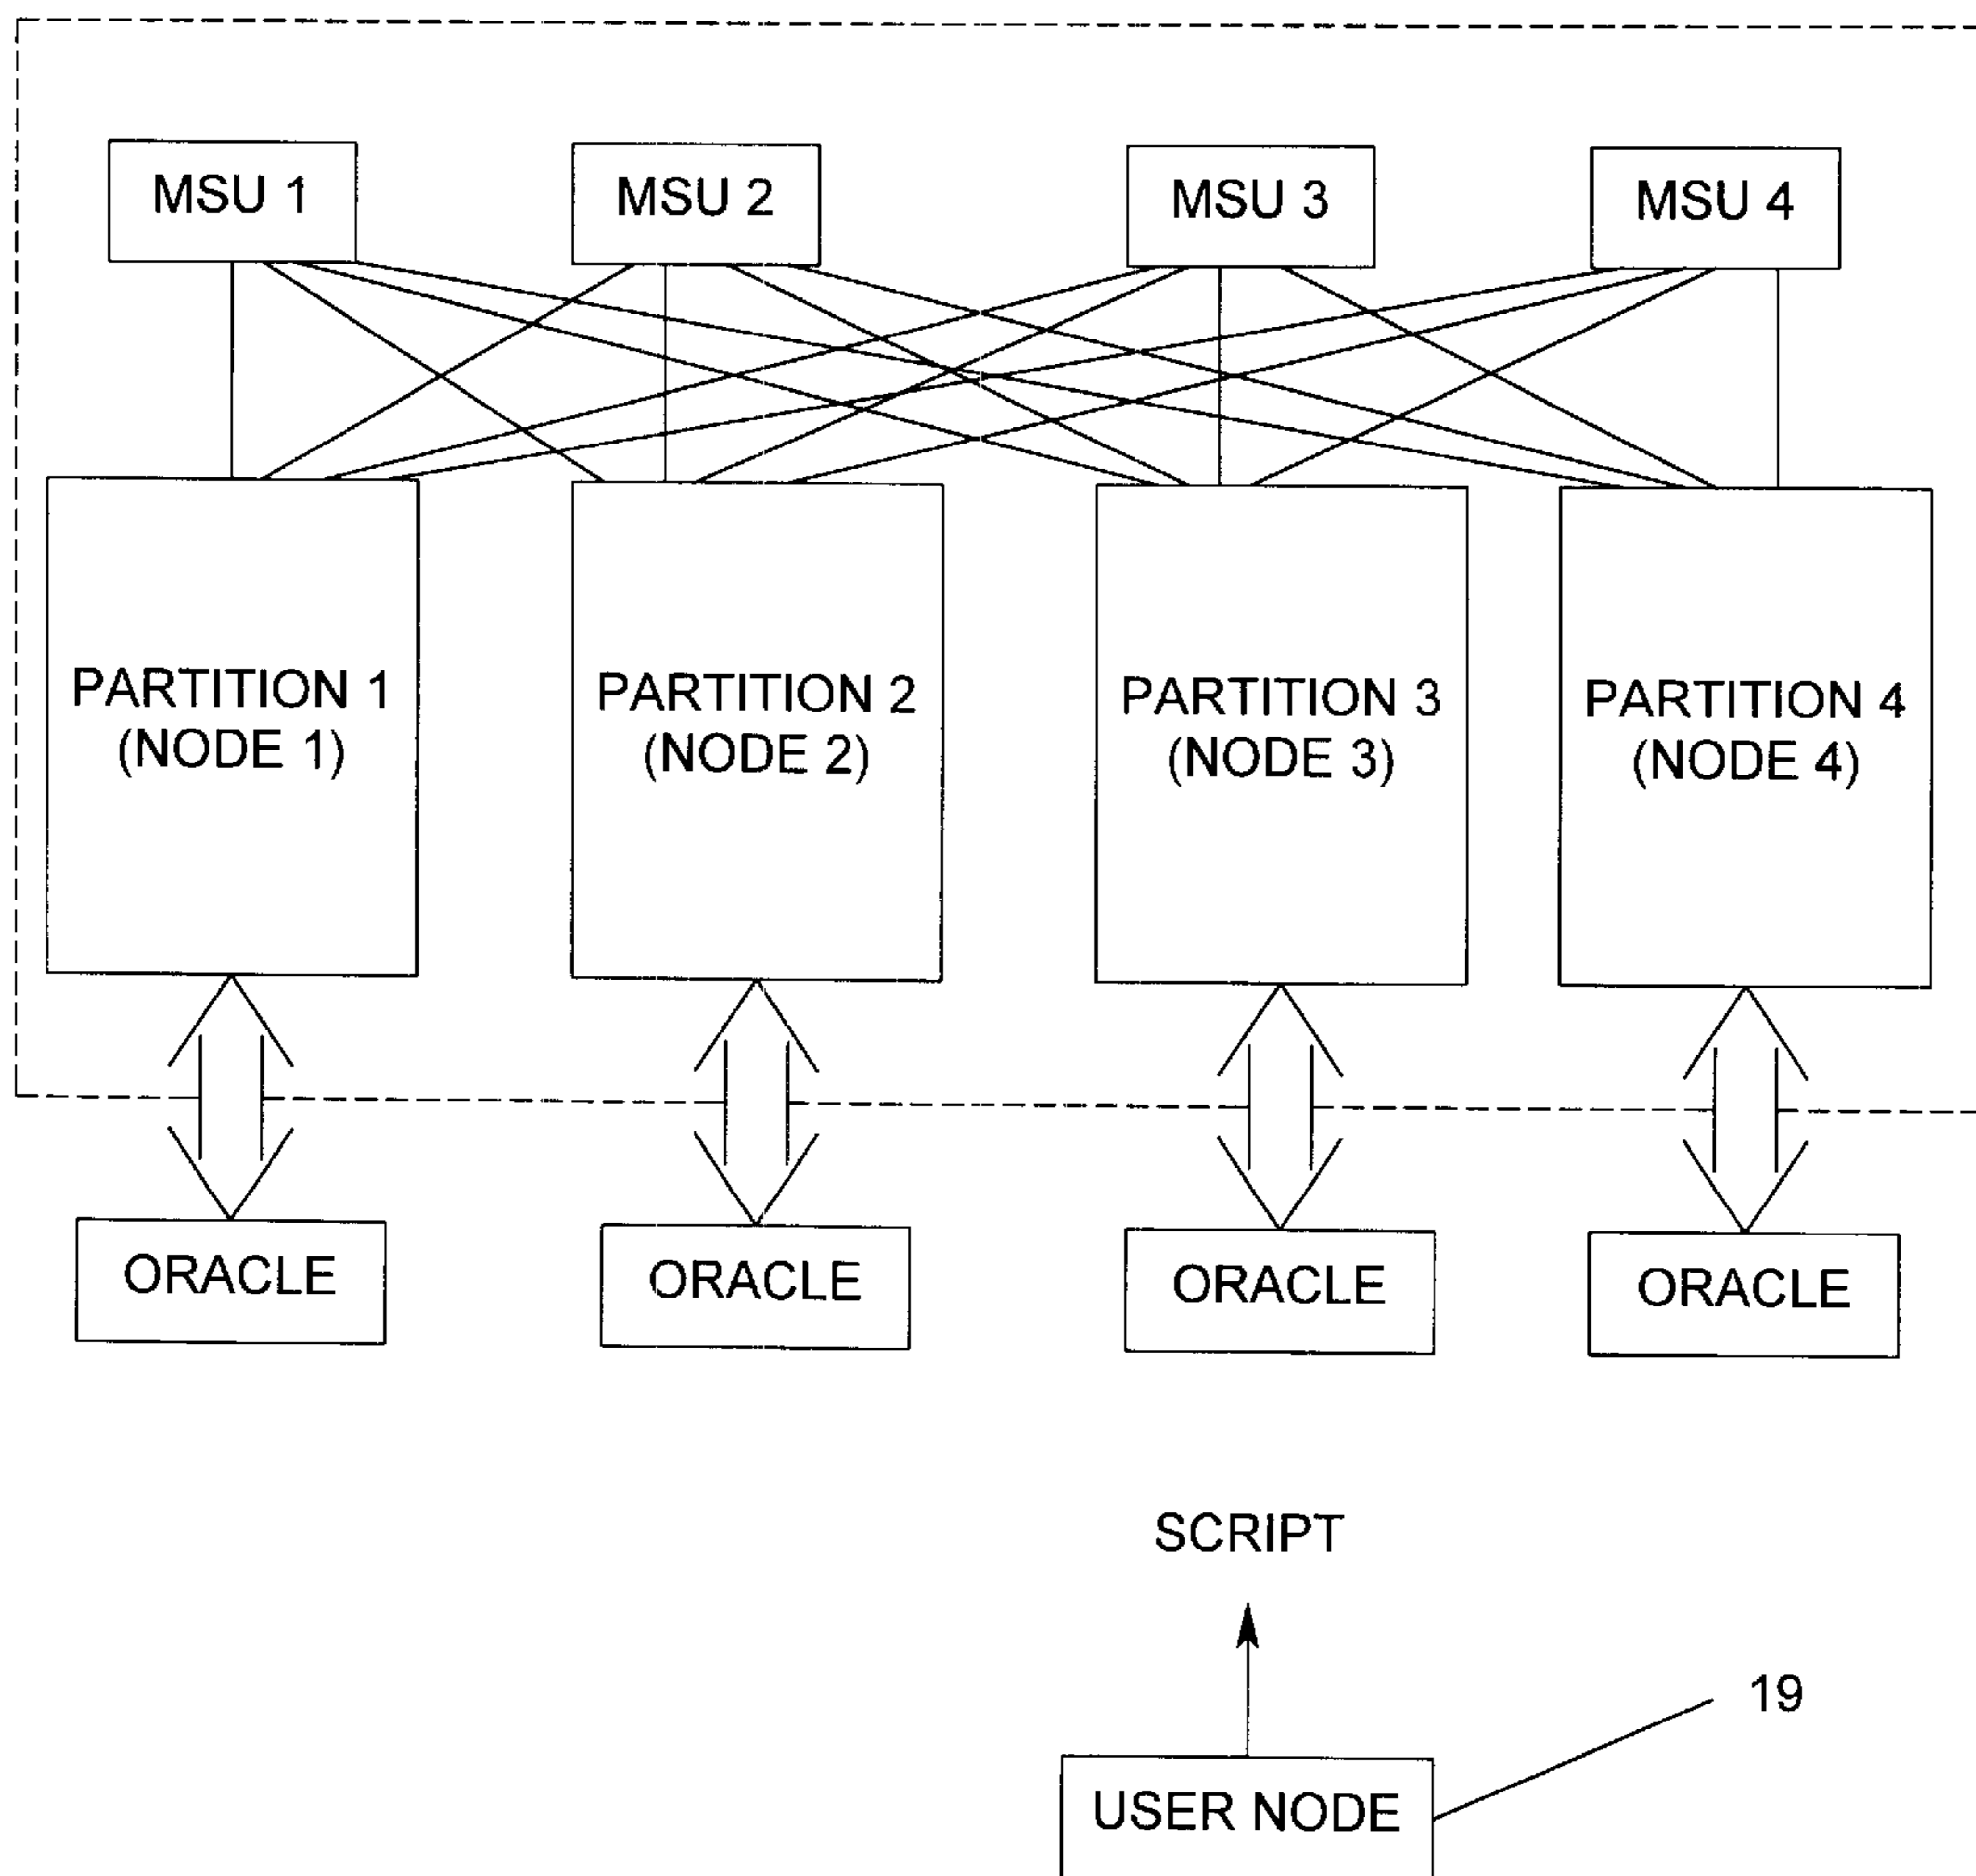 MSU 1
MSU 2
MSU 3
MSU 4
PARTITION 1
(NODE 1)
PARTITION 2
(NODE 2)
PARTITION 3
(NODE 3)
PARTITION 4
(NODE 4)
ORACLE
ORACLE
ORACLE
ORACLE
SCRIPT
19
USER NODE